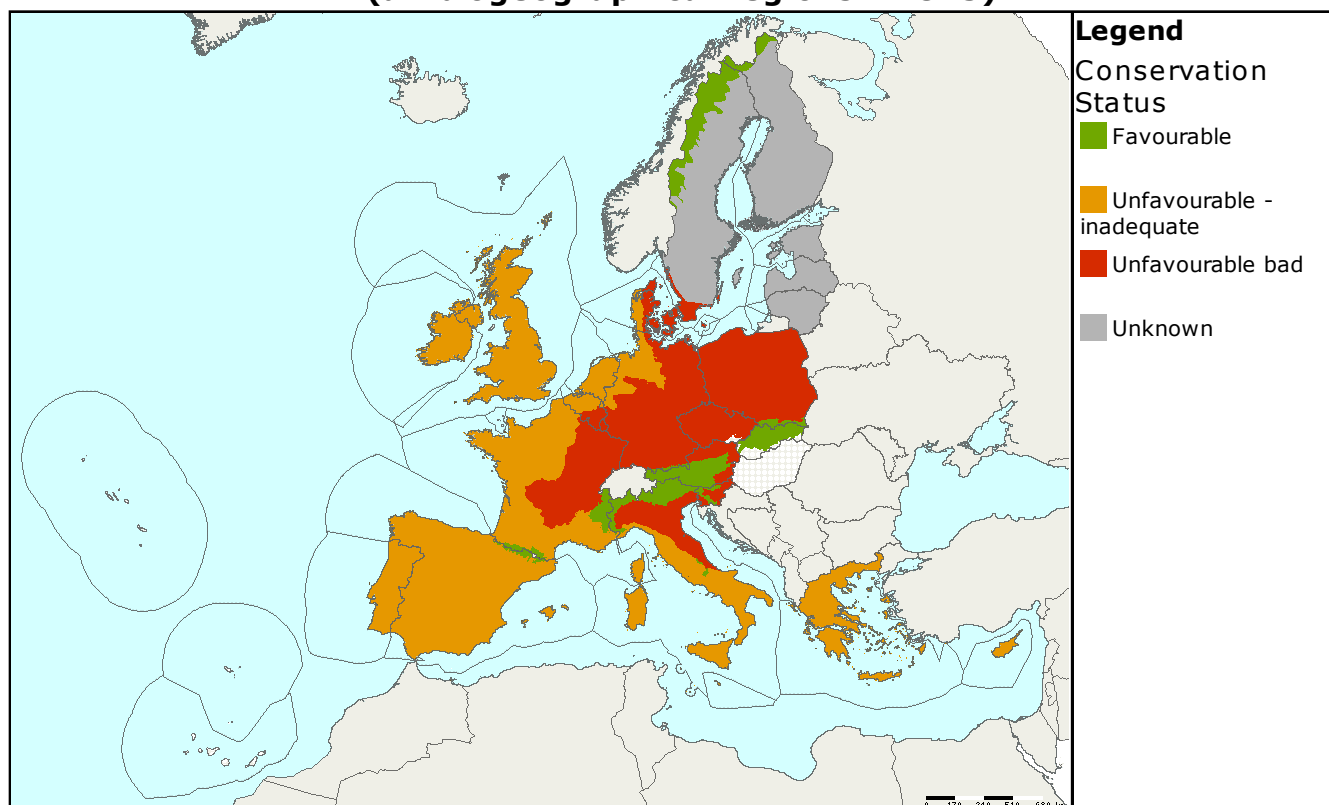 Legend
Conservation
Status
Favourable
Unfavourable -
inadequate
Unfavourable bad
Unknown